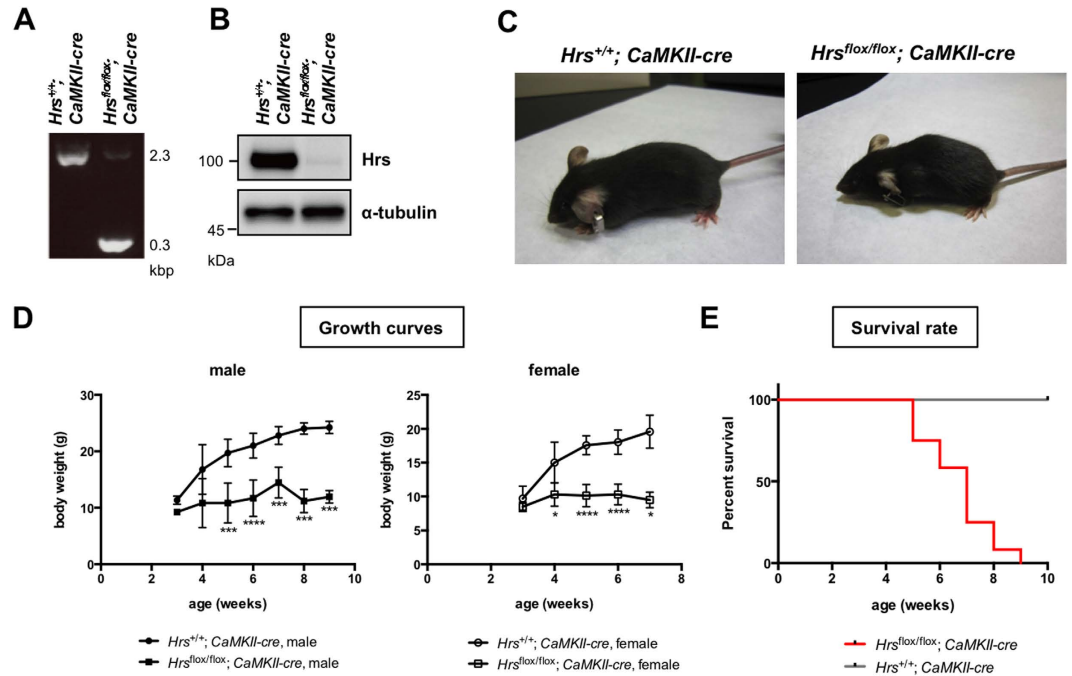 A
Hrs+/+;
CaMKII-cre
Hrsflox/flox;
CaMKII-cre
2.3
0.3
kbp
B
Hrs+/+;
CaMKII-cre
Hrsflox/flox;
CaMKII-cre
100
Hrs
α-tubulin
45
kDa
C
Hrs+/+; CaMKII-cre
Hrsflox/flox; CaMKII-cre
D
Growth curves
male
body weight (g)
30
20
10
0
0 2 4 6 8 10
*** **** *** *** ***
age (weeks)
Hrs+/+; CaMKII-cre, male
Hrsflox/flox; CaMKII-cre, male
female
body weight (g)
25
20
15
10
5
0
0 2 4 6 8
* **** **** *
age (weeks)
Hrs+/+; CaMKII-cre, female
Hrsflox/flox; CaMKII-cre, female
E
Survival rate
Percent survival
100
50
0
0 2 4 6 8 10
age (weeks)
Hrsflox/flox; CaMKII-cre
Hrs+/+; CaMKII-cre